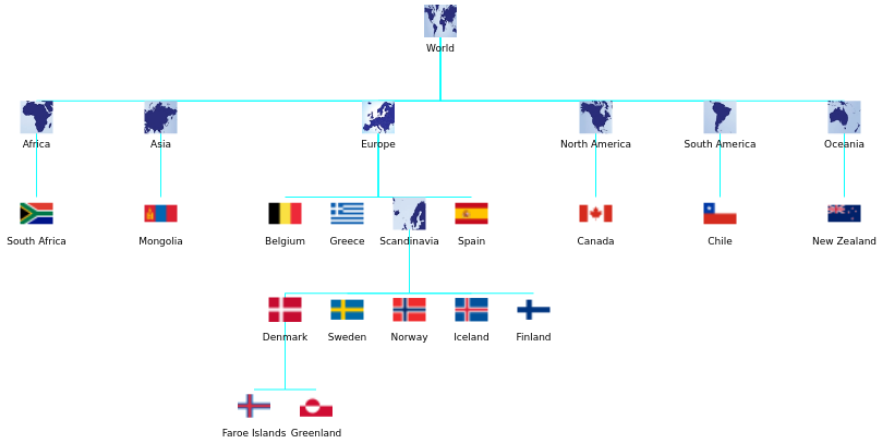 World
Africa
Asia
Europe
North America
South America
Oceania
South Africa
Mongolia
Belgium
Greece
Scandinavia
Spain
Canada
Chile
New Zealand
Denmark
Sweden
Norway
Iceland
Finland
Faroe Islands
Greenland